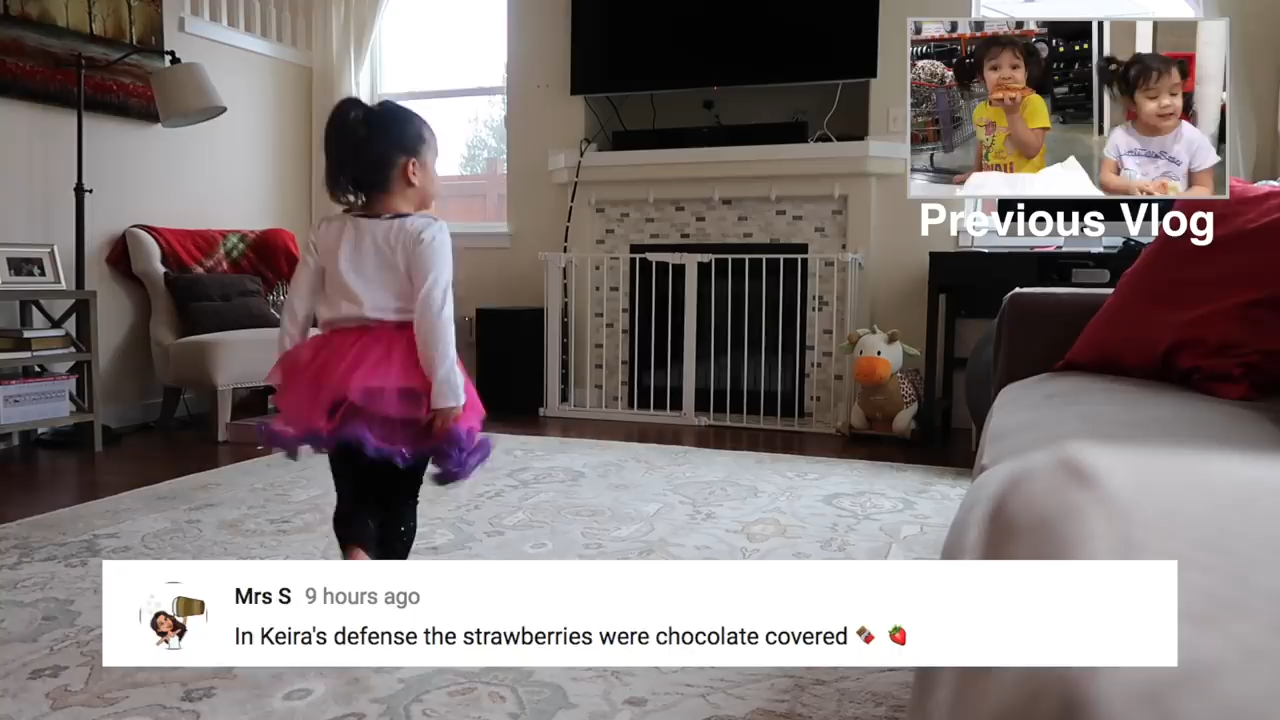 Previous Vlog
Mrs S 9 hours ago
In Keira's defense the strawberries were chocolate covered 🍫 🍓